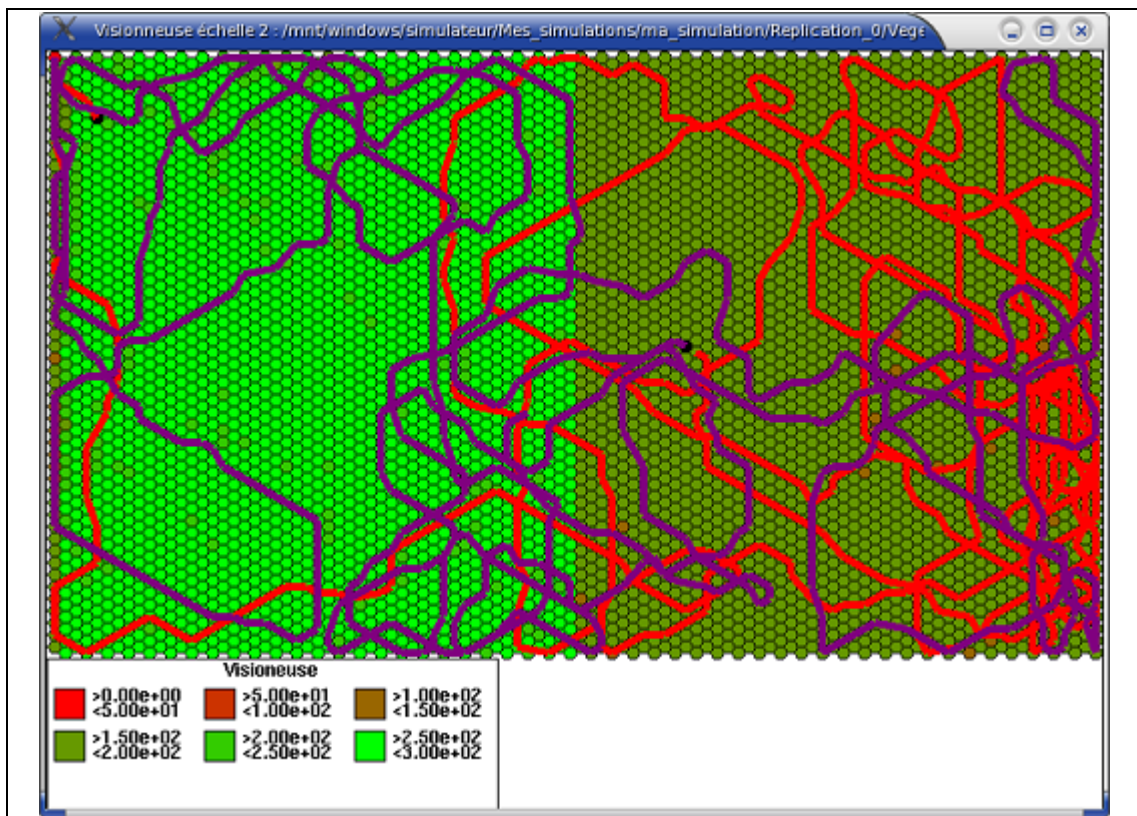 Visionneuse échelle 2 : /mnt/windows/simulateur/Mes_simulations/ma_simulation/Replication_0/Vege
Visioneuse
>0.00e+00 >5.00e+01 >1.00e+02
<5.00e+01 <1.00e+02 <1.50e+02
>1.50e+02 >2.00e+02 >2.50e+02
<2.00e+02 <2.50e+02 <3.00e+02